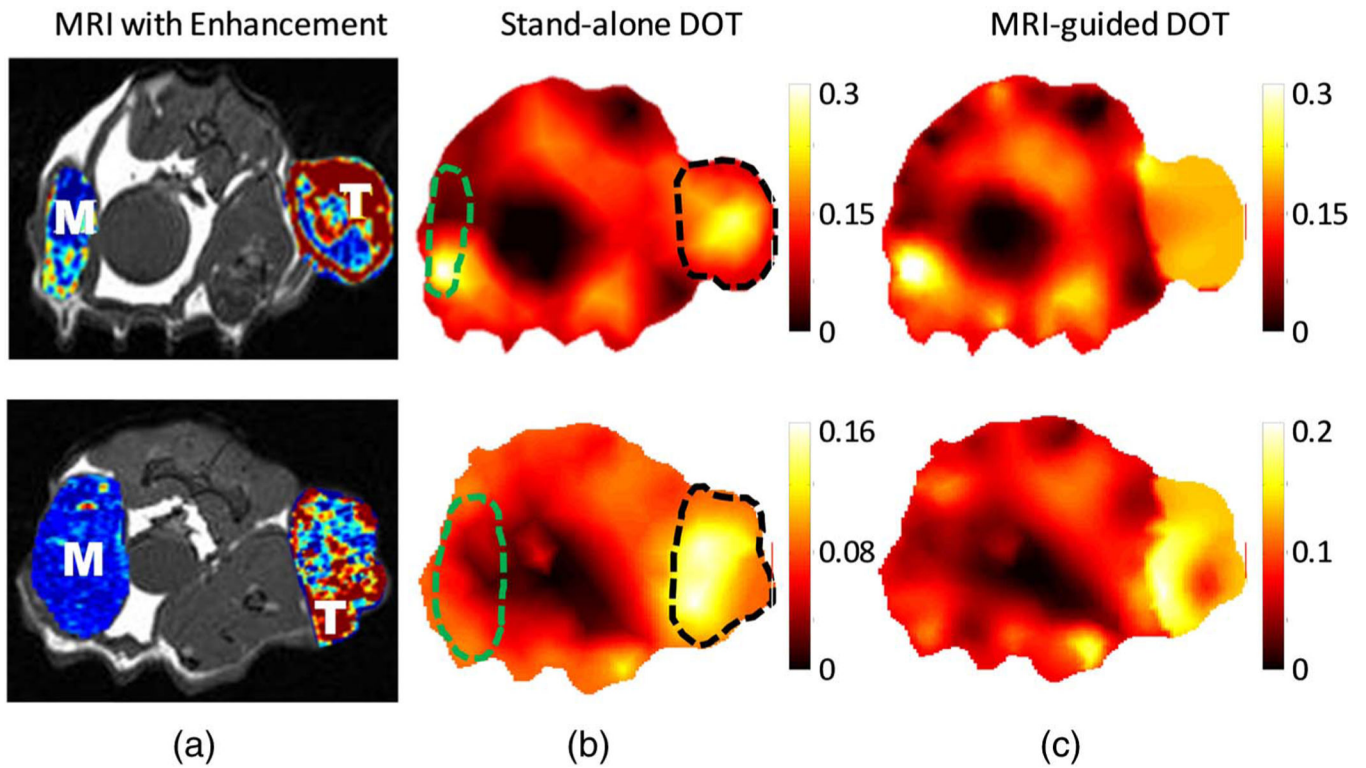 MRI with Enhancement
Stand-alone DOT
MRI-guided DOT
M
T
0.3
0.15
0
0.3
0.15
0
M
T
0.16
0.08
0
0.2
0.1
0
(a)
(b)
(c)